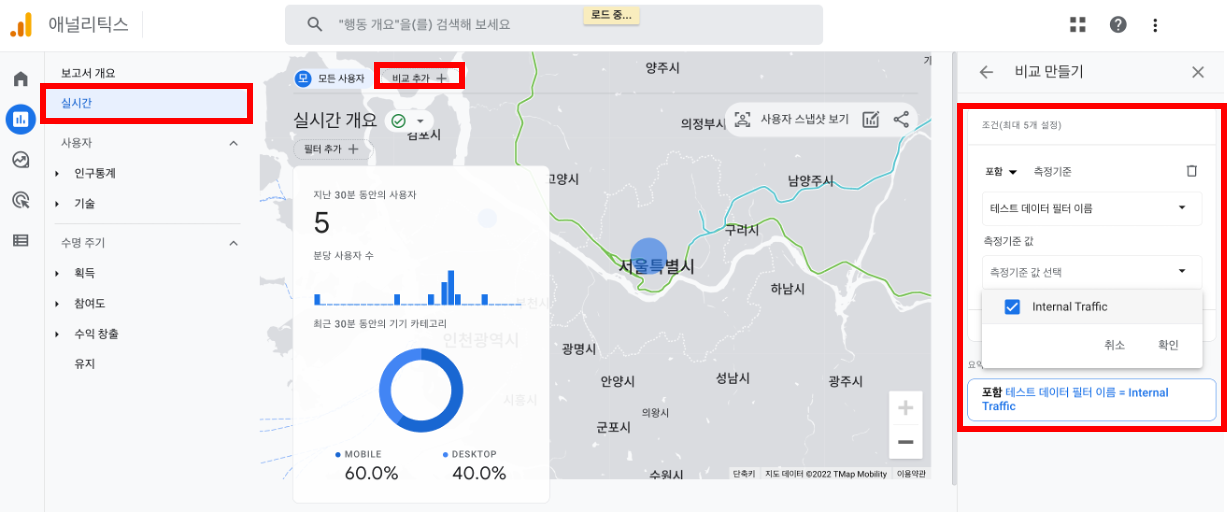 애널리틱스
"행동 개요"을(를) 검색해 보세요
로드 중...
보고서 개요
실시간
사용자
인구통계
기술
수명 주기
획득
참여도
수익 창출
유지
모 모든 사용자
비교 추가
실시간 개요
필터 추가
사용자 스냅샷 보기
지난 30분 동안의 사용자
5
분당 사용자 수
최근 30분 동안의 기기 카테고리
MOBILE
60.0%
DESKTOP
40.0%
양주시
의정부시
김포시
고양시
남양주시
구리시
서울특별시
하남시
부천시
인천광역시
광명시
안양시
성남시
광주시
시흥시
의왕시
군포시
수원시
단축키
지도 데이터 ©2022 TMap Mobility
이용약관
비교 만들기
조건(최대 5개 설정)
포함
측정기준
테스트 데이터 필터 이름
측정기준 값
측정기준 값 선택
Internal Traffic
취소
확인
포함 테스트 데이터 필터 이름 = Internal
Traffic